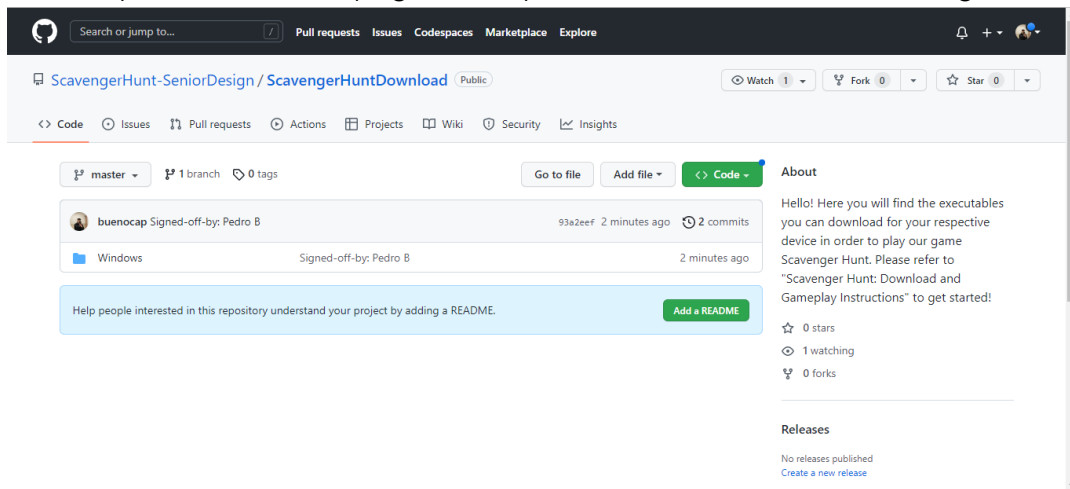 Search or jump to... /
Pull requests Issues Codespaces Marketplace Explore
ScavengerHunt-SeniorDesign / ScavengerHuntDownload Public
Watch 1 Fork 0 Star 0
<> Code Issues Pull requests Actions Projects Wiki Security Insights
master 1 branch 0 tags Go to file Add file <> Code
buenocap Signed-off-by: Pedro B 93a2eef 2 minutes ago 2 commits
Windows Signed-off-by: Pedro B 2 minutes ago
Help people interested in this repository understand your project by adding a README. Add a README
About
Hello! Here you will find the executables
you can download for your respective
device in order to play our game
Scavenger Hunt. Please refer to
"Scavenger Hunt: Download and
Gameplay Instructions" to get started!
0 stars
1 watching
0 forks
Releases
No releases published
Create a new release